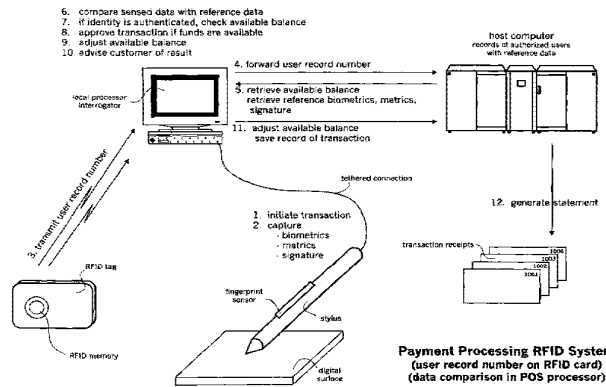 6. compare sensed data with reference data
7. if identity is authenticated, check available balance
8. approve transaction if funds are available
9. adjust available balance
10. advise customer of result
host computer
records of authorized users
with reference data
4. forward user record number
local processor
interrogator
5. retrieve available balance
retrieve reference biometrics, metrics,
signature
11. adjust available balance
save record of transaction
3. transmit user record number
tethered connection
12. generate statement
1. initiate transaction
2. capture
- biometrics
- metrics
- signature
transaction receipts
1004
1003
1002
1001
RFID tag
fingerprint
sensor
stylus
RFID memory
digital
surface
Payment Processing RFID System
(user record number on RFID card)
(data comparison in POS processor)